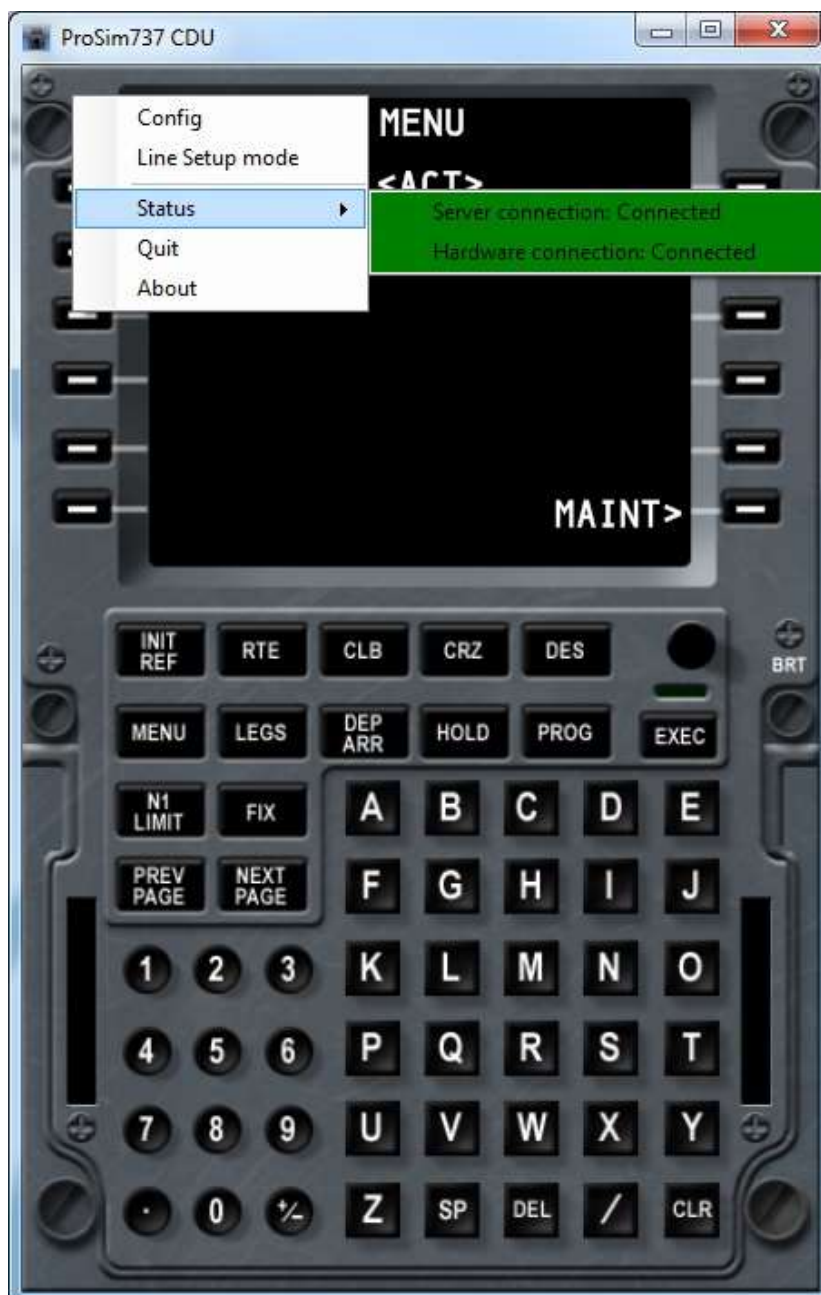 ProSim737 CDU
Config
Line Setup mode
Status
Quit
About
Server connection: Connected
Hardware connection: Connected
MENU
<ACT>
MAINT>
INIT REF
RTE
CLB
CRZ
DES
BRT
MENU
LEGS
DEP ARR
HOLD
PROG
EXEC
N1 LIMIT
FIX
A B C D E
PREV PAGE
NEXT PAGE
F G H I J
1 2 3 K L M N O
4 5 6 P Q R S T
7 8 9 U V W X Y
. 0 +/- Z SP DEL / CLR